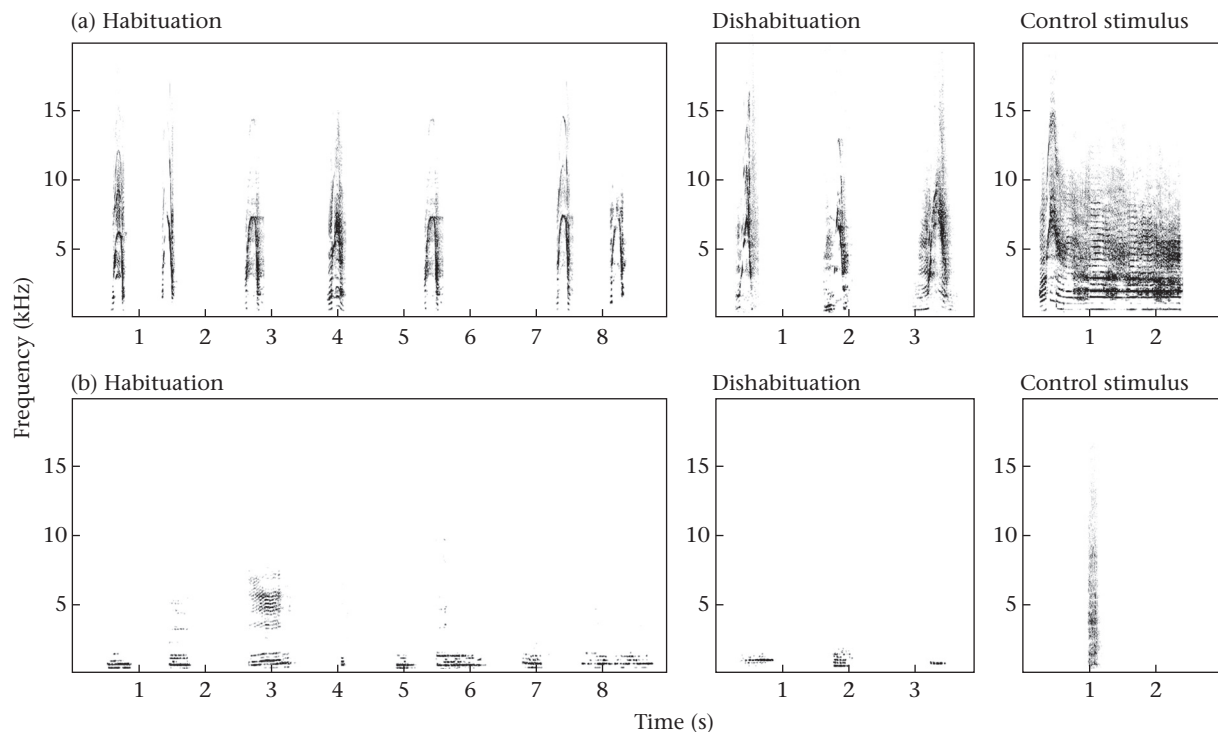 (a) Habituation
Dishabituation
Control stimulus
15
10
5
1 2 3 4 5 6 7 8
15
10
5
1 2 3
15
10
5
1 2
Frequency (kHz)
(b) Habituation
Dishabituation
Control stimulus
15
10
5
1 2 3 4 5 6 7 8
15
10
5
1 2 3
15
10
5
1 2
Time (s)